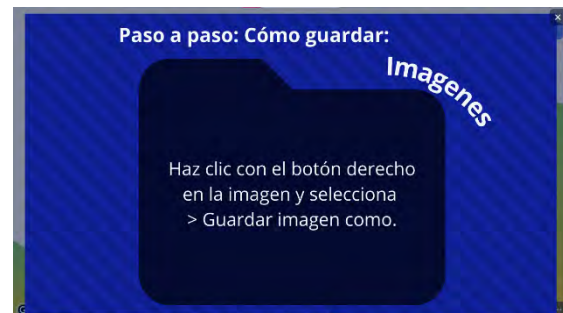 Paso a paso: Cómo guardar:
Imagenes
Haz clic con el botón derecho
en la imagen y selecciona
> Guardar imagen como.